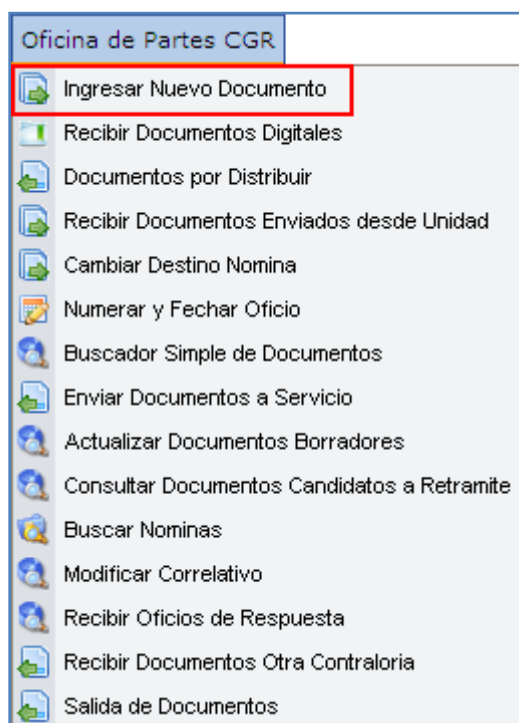 Oficina de Partes CGR
Ingresar Nuevo Documento
Recibir Documentos Digitales
Documentos por Distribuir
Recibir Documentos Enviados desde Unidad
Cambiar Destino Nomina
Numerar y Fechar Oficio
Buscador Simple de Documentos
Enviar Documentos a Servicio
Actualizar Documentos Borradores
Consultar Documentos Candidatos a Retramite
Buscar Nominas
Modificar Correlativo
Recibir Oficios de Respuesta
Recibir Documentos Otra Contraloria
Salida de Documentos